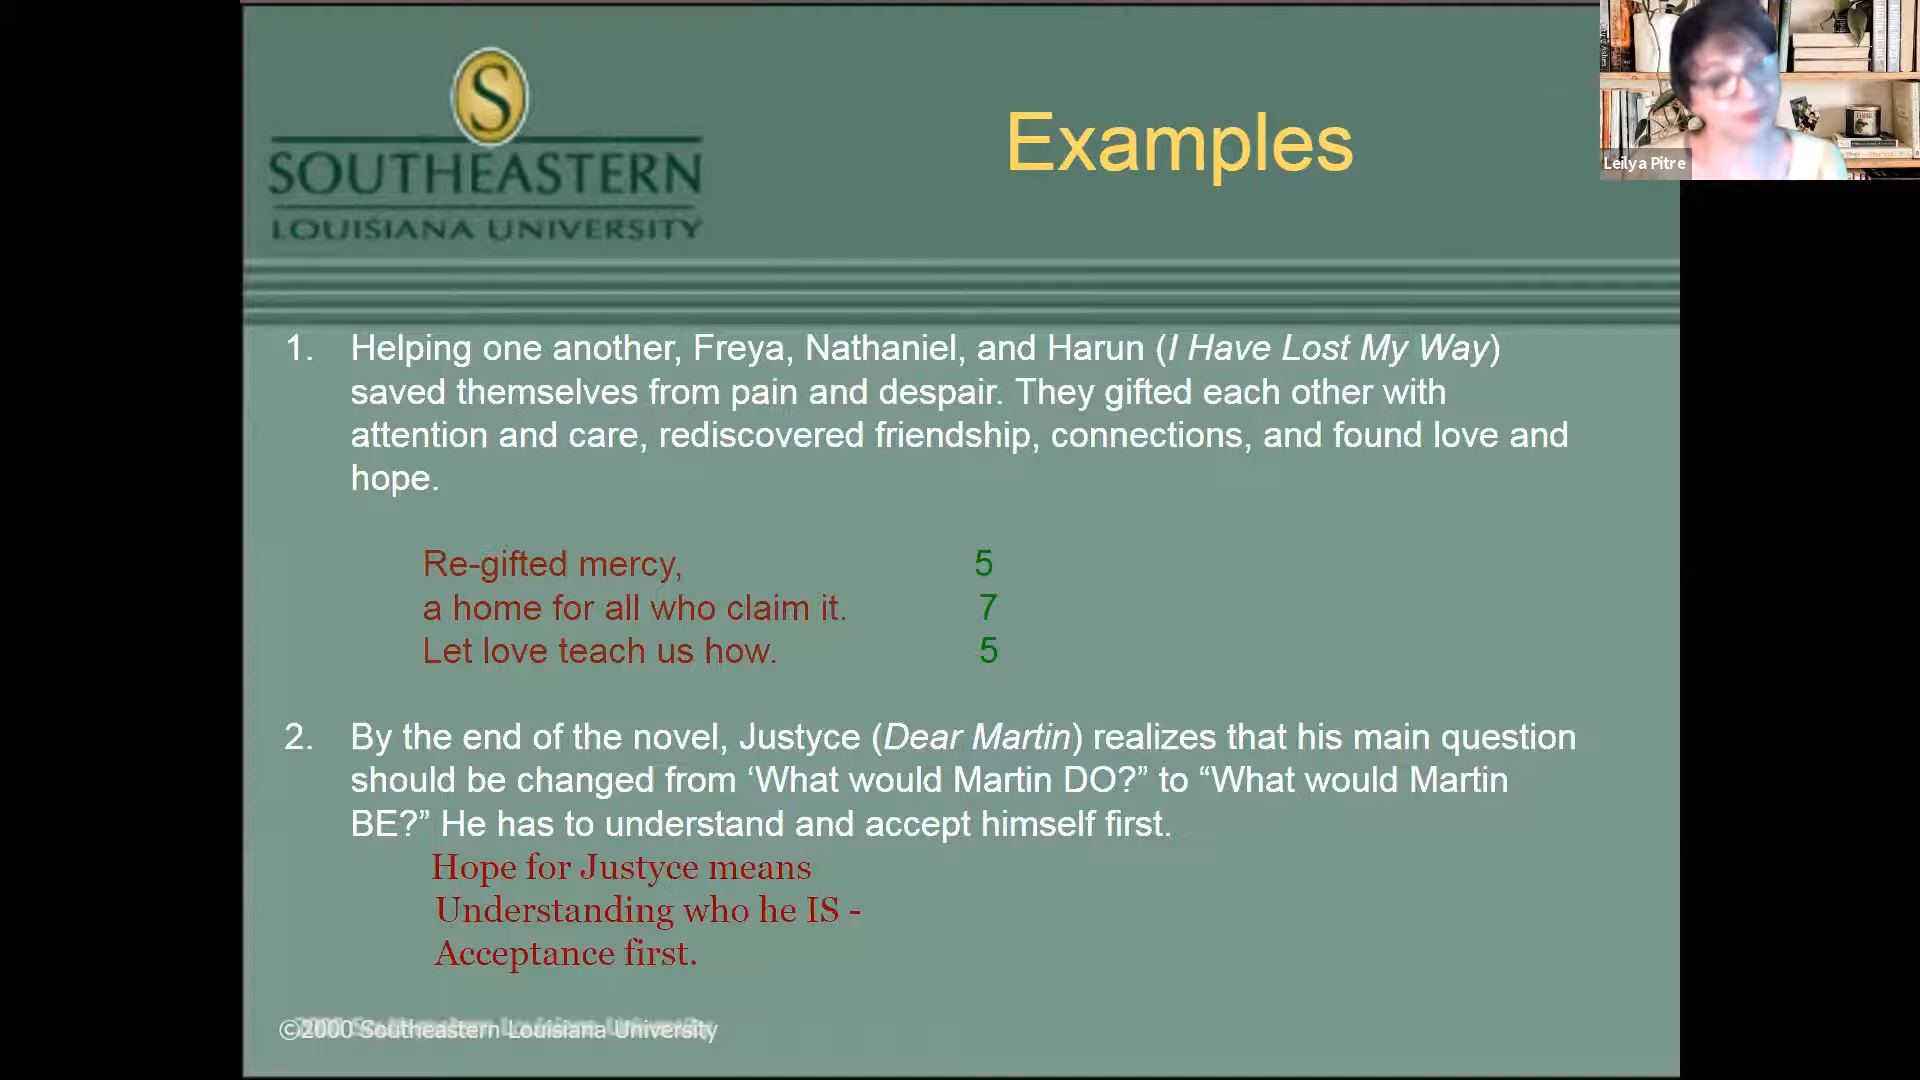 S
SOUTHEASTERN
LOUISIANA UNIVERSITY
Examples
Leilya Pitre
1. Helping one another, Freya, Nathaniel, and Harun (I Have Lost My Way)
saved themselves from pain and despair. They gifted each other with
attention and care, rediscovered friendship, connections, and found love and
hope.
Re-gifted mercy, 5
a home for all who claim it. 7
Let love teach us how. 5
2. By the end of the novel, Justyce (Dear Martin) realizes that his main question
should be changed from ‘What would Martin DO?” to “What would Martin
BE?” He has to understand and accept himself first.
Hope for Justyce means
Understanding who he IS -
Acceptance first.
©2000 Southeastern Louisiana University